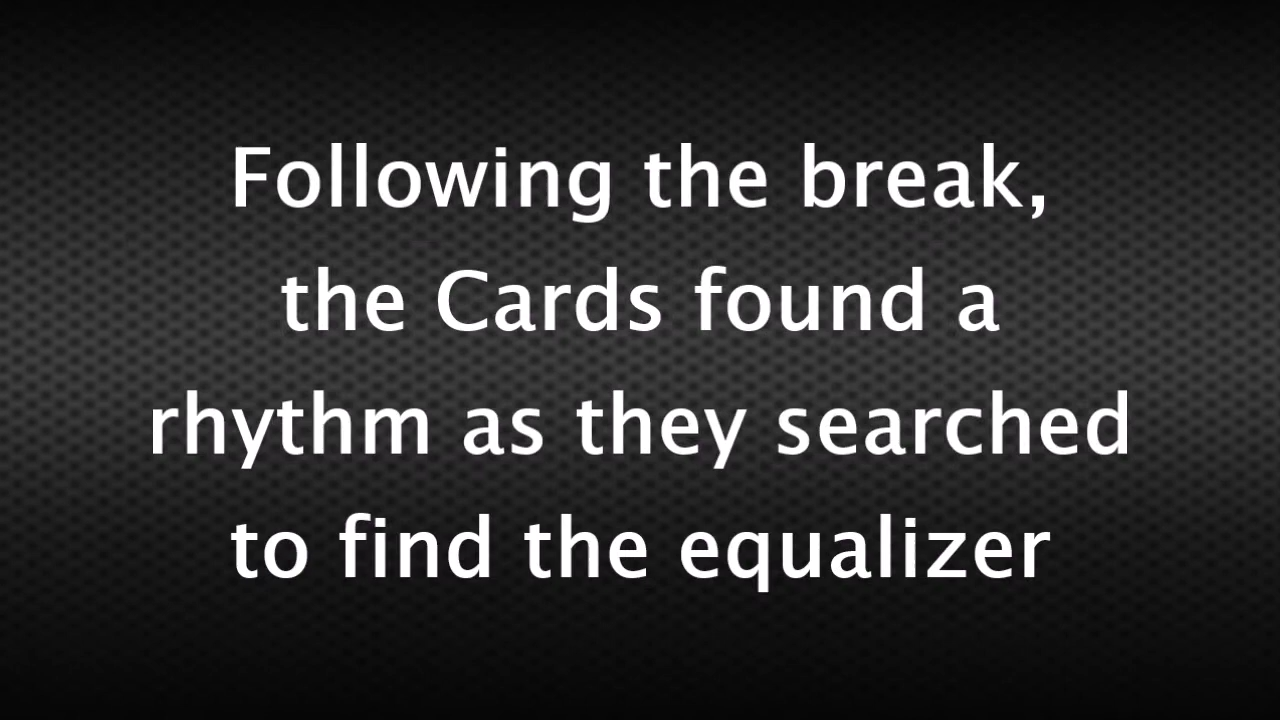 Following the break,
the Cards found a
rhythm as they searched
to find the equalizer